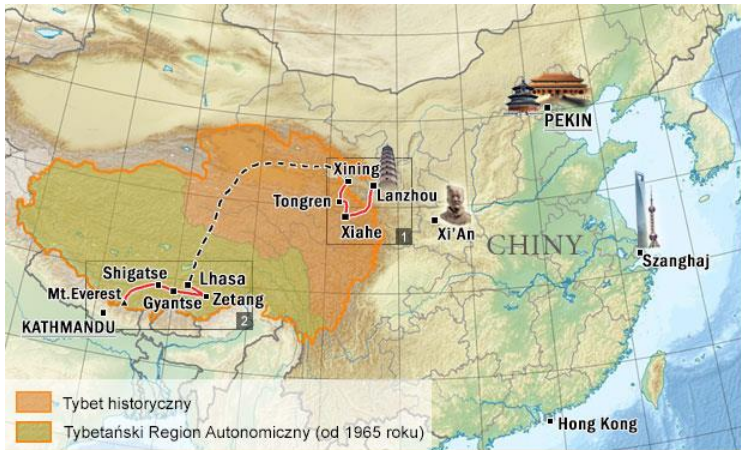 PEKIN
Xining
Lanzhou
Tongren
Xiahe
1
Xi'An
CHINY
Szanghaj
Shigatse
Lhasa
Mt.Everest
Gyantse
Zetang
KATHMANDU
2
Tybet historyczny
Tybetański Region Autonomiczny (od 1965 roku)
Hong Kong